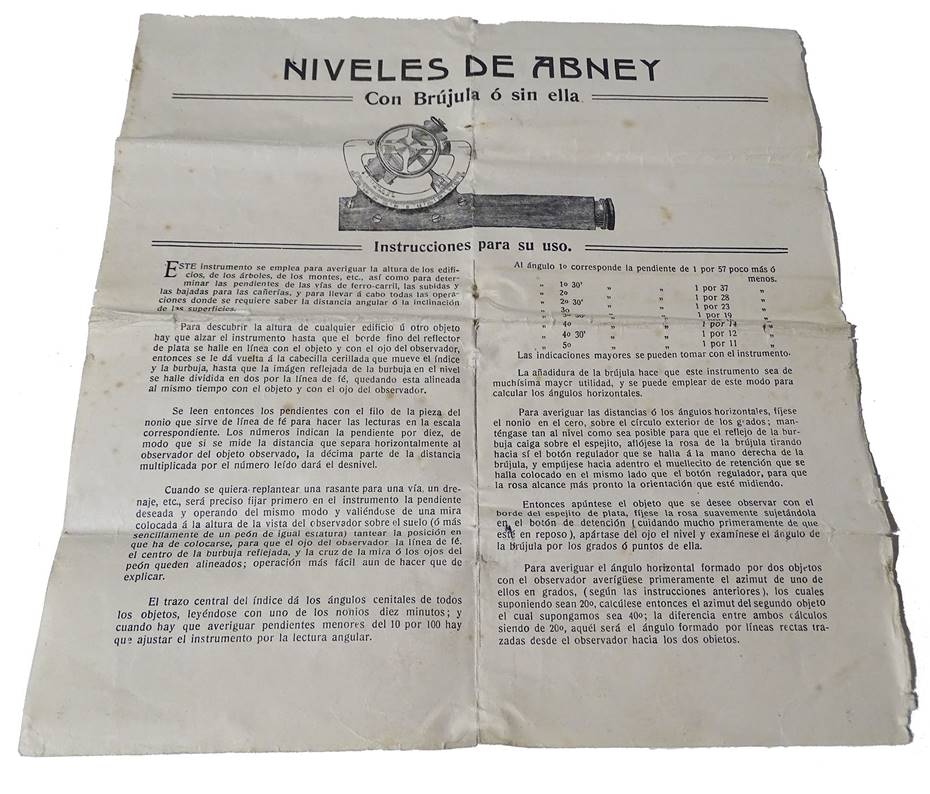 NIVELES DE ABNEY
Con Brújula ó sin ella
Instrucciones para su uso.
ESTE instrumento se emplea para averiguar la altura de los edifi-
cios, de los árboles, de los montes, etc., así como para deter-
minar las pendientes de las vías de ferro-carril, las subidas y
las bajadas para las cañerías, y para llevar á cabo todas las opera-
ciones donde se requiere saber la distancia angular ó la inclinación
de las superficies.
Para descubrir la altura de cualquier edificio ú otro objeto
hay que alzar el instrumento hasta que el borde fino del reflector
de plata se halle en línea con el objeto y con el ojo del observador,
entonces se le dá vuelta á la cabecilla cerillada que mueve el índice
y la burbuja, hasta que la imágen reflejada de la burbuja en el nivel
se halle dividida en dos por la línea de fé, quedando esta alineada
al mismo tiempo con el objeto y con el ojo del observador.
Se leen entonces los pendientes con el filo de la pieza del
nonio que sirve de línea de fé para hacer las lecturas en la escala
correspondiente. Los números indican la pendiente por diez, de
modo que si se mide la distancia que separa horizontalmente al
observador del objeto observado, la décima parte de la distancia
multiplicada por el número leído dará el desnivel.
Cuando se quiera replantear una rasante para una vía, un dre-
naje, etc., será preciso fijar primero en el instrumento la pendiente
deseada y operando del mismo modo y valiéndose de una mira
colocada á la altura de la vista del observador sobre el suelo (ó más
sencillamente de un peón de igual estatura) tantear la posición en
que ha de colocarse, para que el ojo del observador la línea de fé.
el centro de la burbuja reflejada, y la cruz de la mira ó los ojos del
peón queden alineados; operación más fácil aun de hacer que de
explicar.
El trazo central del índice dá los ángulos cenitales de todos
los objetos, leyéndose con uno de los nonios diez minutos; y
cuando hay que averiguar pendientes menores del 10 por 100 hay
que ajustar el instrumento por la lectura angular.
Al ángulo 1o corresponde la pendiente de 1 por 57 poco más ó
menos.
„ 1o 30' „ „ 1 por 37 „
„ 2o „ „ 1 por 28 „
„ 2o 30' „ „ 1 por 23 „
„ 3o „ „ 1 por 19 „
„ 3o 30' „ „
„ 4o „ „ 1 por 14 „
„ 4o 30' „ „ 1 por 12 „
„ 5o „ „ 1 por 11 „
Las indicaciones mayores se pueden tomar con el instrumento.
La añadidura de la brújula hace que este instrumento sea de
muchísima mayor utilidad, y se puede emplear de este modo para
calcular los ángulos horizontales.
Para averiguar las distancias ó los ángulos horizontales, fíjese
el nonio en el cero, sobre el círculo exterior de los grados; man-
téngase tan al nivel como sea posible para que el reflejo de la bur-
buja caiga sobre el espejito, aflójese la rosa de la brújula tirando
hacia sí el botón regulador que se halla á la mano derecha de la
brújula, y empújese hacia adentro el muellecito de retención que se
halla colocado en el mismo lado que el botón regulador, para que
la rosa alcance más pronto la orientación que esté midiendo.
Entonces apúntese el objeto que se desee observar con el
borde del espejito de plata, fíjese la rosa suavemente sujetándola
en el botón de detención (cuidando mucho primeramente de que
esté en reposo), apártase del ojo el nivel y examínese el ángulo de
la brújula por los grados ó puntos de ella.
Para averiguar el ángulo horizontal formado por dos objetos
con el observador averígüese primeramente el azimut de uno de
ellos en grados, (según las instrucciones anteriores), los cuales
suponiendo sean 20o, calcúlese entonces el azimut del segundo objeto
el cual supongamos sea 40o; la diferencia entre ambos cálculos
siendo de 20o, aquél será el ángulo formado por líneas rectas tra-
zadas desde el observador hacia los dos objetos.